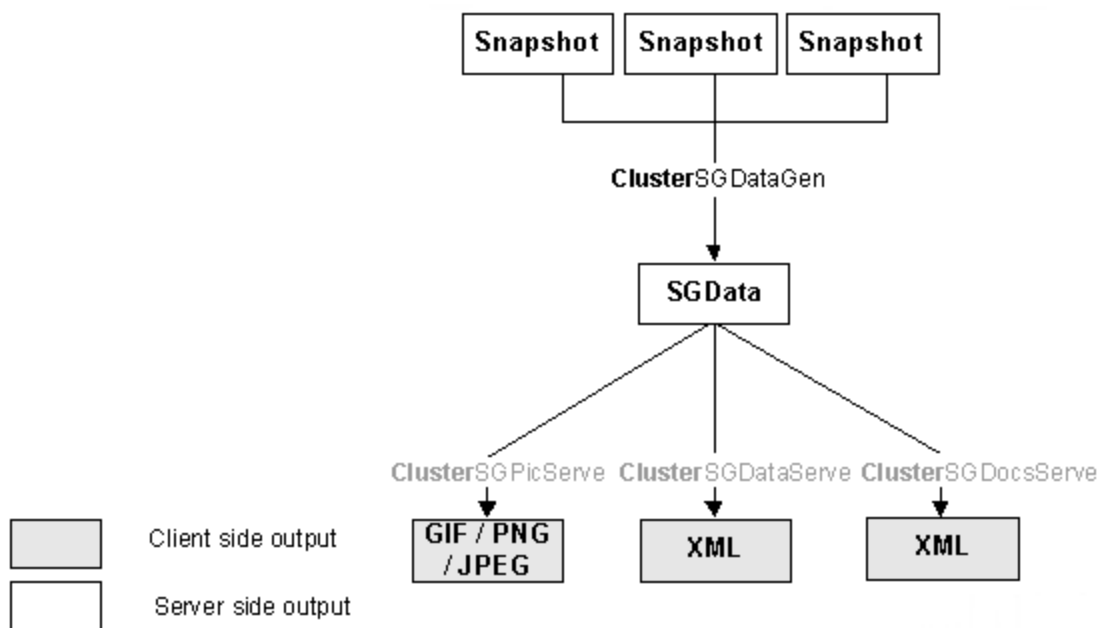 Snapshot Snapshot Snapshot
ClusterSGDataGen
SGData
ClusterSGPicServe ClusterSGDataServe ClusterSGDocsServe
GIF / PNG
/ JPEG
XML
XML
Client side output
Server side output